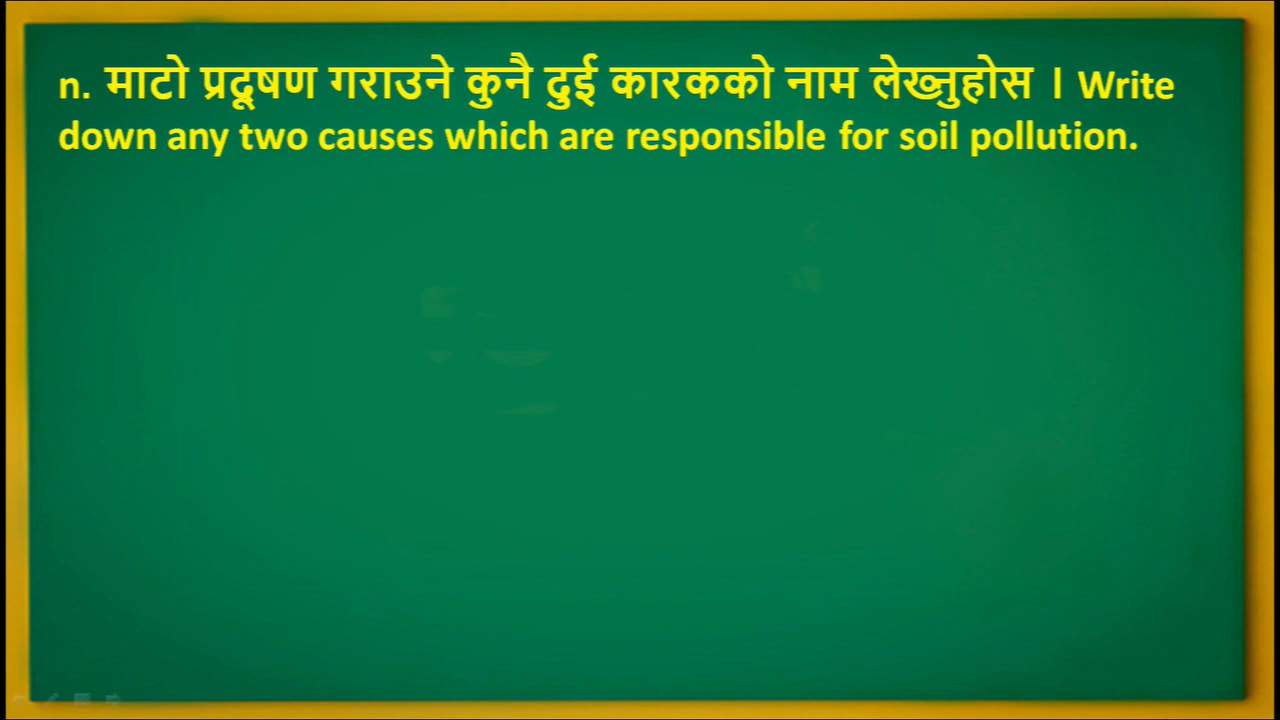 n. माटो प्रदूषण गराउने कुनै दुई कारकको नाम लेख्नुहोस । Write
down any two causes which are responsible for soil pollution.